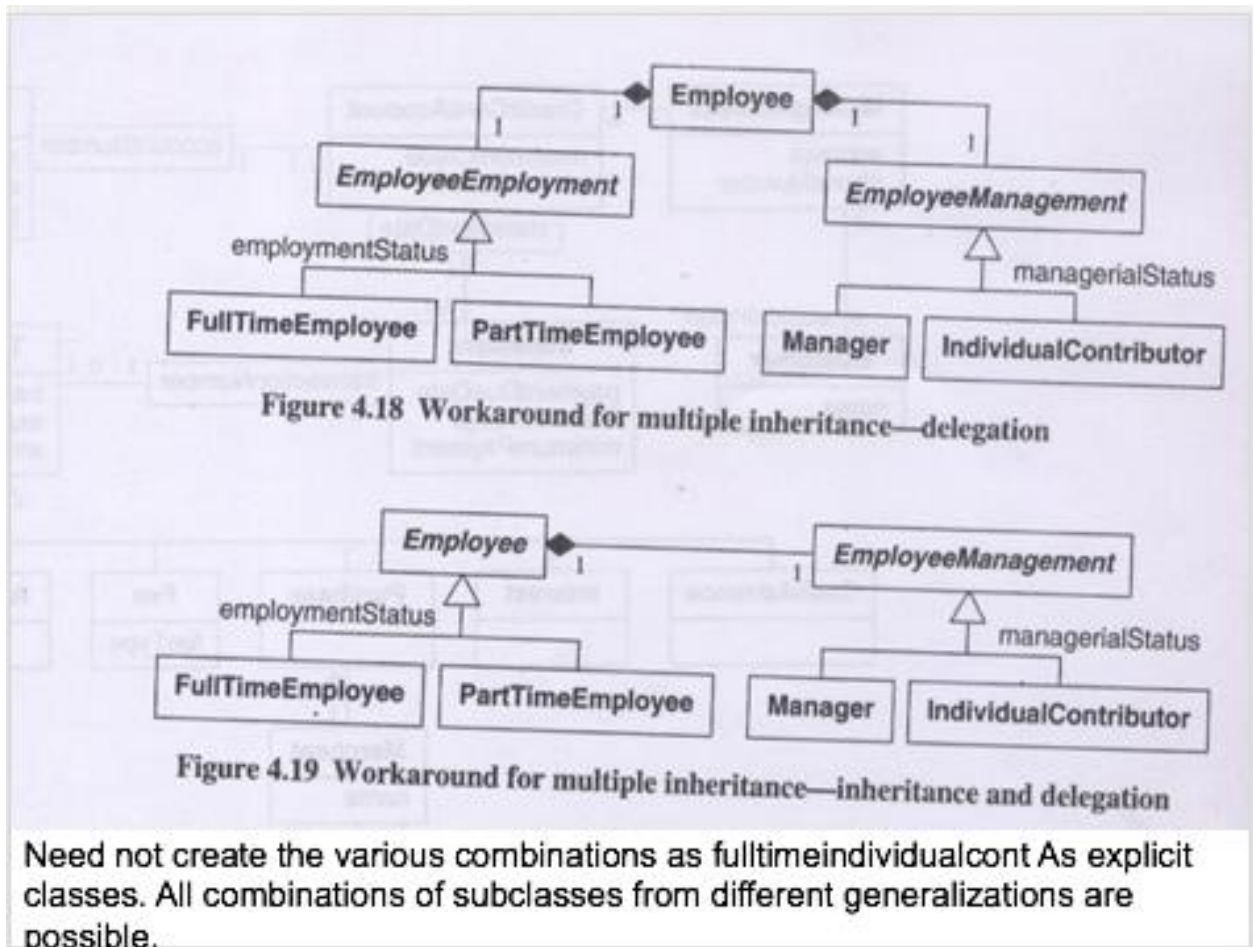 Employee
1
1
1
1
EmployeeEmployment
EmployeeManagement
employmentStatus
managerialStatus
FullTimeEmployee
PartTimeEmployee
Manager
IndividualContributor
Figure 4.18 Workaround for multiple inheritance—delegation
Employee
1
1
EmployeeManagement
employmentStatus
managerialStatus
FullTimeEmployee
PartTimeEmployee
Manager
IndividualContributor
Figure 4.19 Workaround for multiple inheritance—inheritance and delegation
Need not create the various combinations as fulltimeindividualcont As explicit
classes. All combinations of subclasses from different generalizations are
possible.